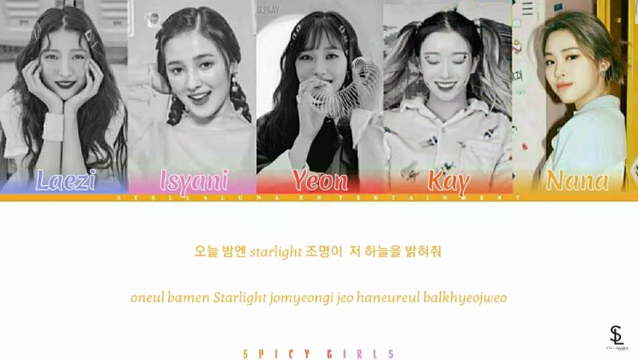 Laezi Isyani Yeon Kay Nana
오늘 밤엔 starlight 조명이 저 하늘을 밝혀줘
oneul bamen Starlight jomyeongi jeo haneureul balkhyeojweo
SPICY GIRLS
SL